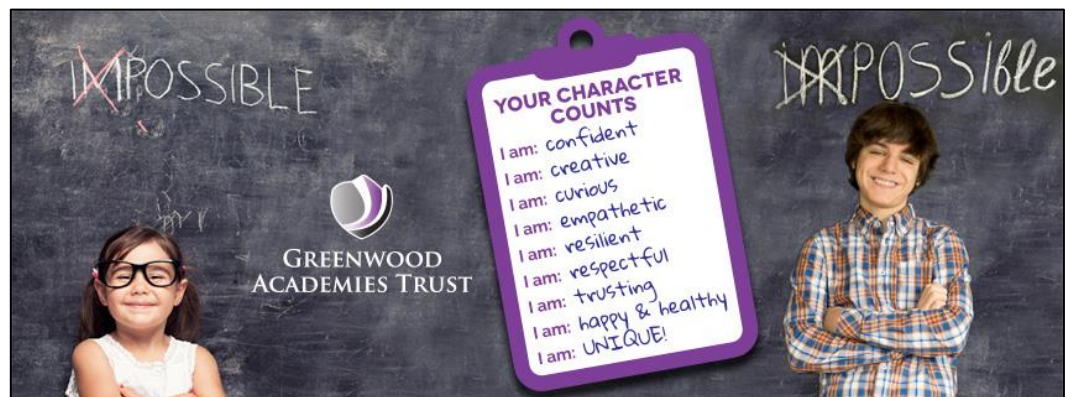 IMPOSSIBLE
GREENWOOD
ACADEMIES TRUST
YOUR CHARACTER
COUNTS
I am: confident
I am: creative
I am: curious
I am: empathetic
I am: resilient
I am: respectful
I am: trusting
I am: happy & healthy
I am: UNIQUE!
IMPOSSIBle